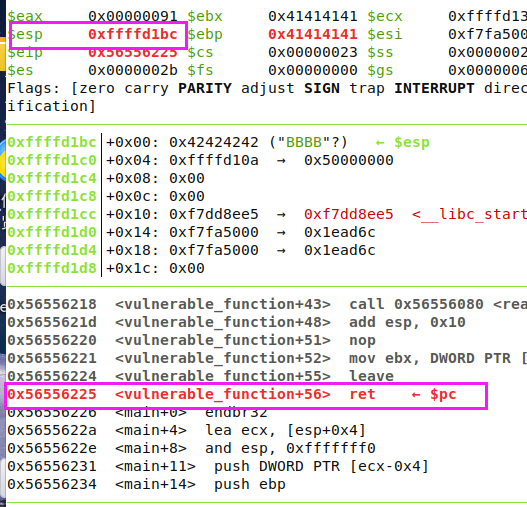 $eax 0x00000091 $ebx 0x41414141 $ecx 0xffffd13
$esp 0xffffd1bc $ebp 0x41414141 $esi 0xf7fa500
$eip 0x56556225 $cs 0x00000023 $ss 0x0000002
$es 0x0000002b $fs 0x00000000 $gs 0x0000006
Flags: [zero carry PARITY adjust SIGN trap INTERRUPT direc
ification]
0xffffd1bc +0x00: 0x42424242 ("BBBB"?) ← $esp
0xffffd1c0 +0x04: 0xffffd10a → 0x50000000
0xffffd1c4 +0x08: 0x00
0xffffd1c8 +0x0c: 0x00
0xffffd1cc +0x10: 0xf7dd8ee5 → 0xf7dd8ee5 <__libc_start
0xffffd1d0 +0x14: 0xf7fa5000 → 0x1ead6c
0xffffd1d4 +0x18: 0xf7fa5000 → 0x1ead6c
0xffffd1d8 +0x1c: 0x00
0x56556218 <vulnerable_function+43> call 0x56556080 <rea
0x5655621d <vulnerable_function+48> add esp, 0x10
0x56556220 <vulnerable_function+51> nop
0x56556221 <vulnerable_function+52> mov ebx, DWORD PTR [
0x56556224 <vulnerable_function+55> leave
0x56556225 <vulnerable_function+56> ret ← $pc
0x56556226 <main+0> endbr32
0x5655622a <main+4> lea ecx, [esp+0x4]
0x5655622e <main+8> and esp, 0xfffffff0
0x56556231 <main+11> push DWORD PTR [ecx-0x4]
0x56556234 <main+14> push ebp